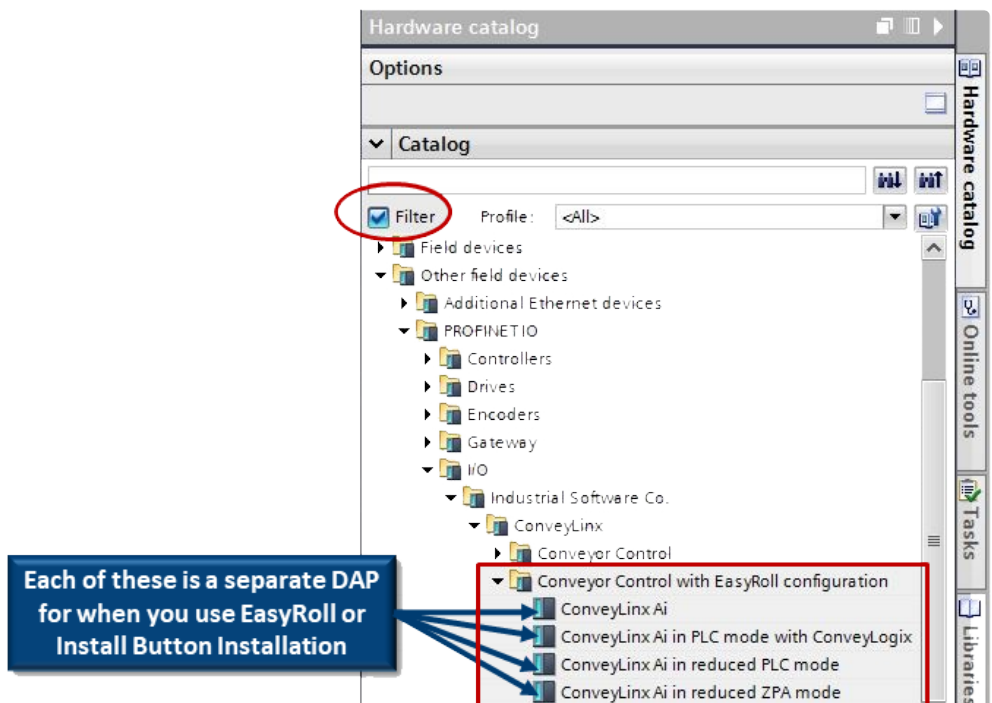 Hardware catalog
Options
Catalog
Filter
Profile:
<All>
Field devices
Other field devices
Additional Ethernet devices
PROFINET IO
Controllers
Drives
Encoders
Gateway
I/O
Industrial Software Co.
ConveyLinx
Conveyor Control
Conveyor Control with EasyRoll configuration
ConveyLinx Ai
ConveyLinx Ai in PLC mode with ConveyLogix
ConveyLinx Ai in reduced PLC mode
ConveyLinx Ai in reduced ZPA mode
Each of these is a separate DAP
for when you use EasyRoll or
Install Button Installation
Hardware catalog
Online tools
Tasks
Libraries